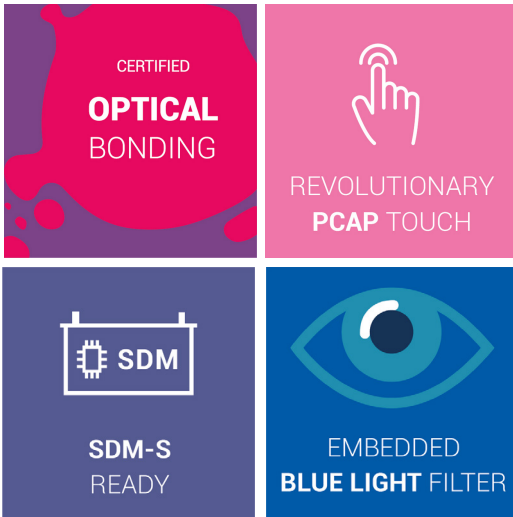 CERTIFIED
OPTICAL
BONDING
REVOLUTIONARY
PCAP TOUCH
SDM
SDM-S
READY
EMBEDDED
BLUE LIGHT FILTER